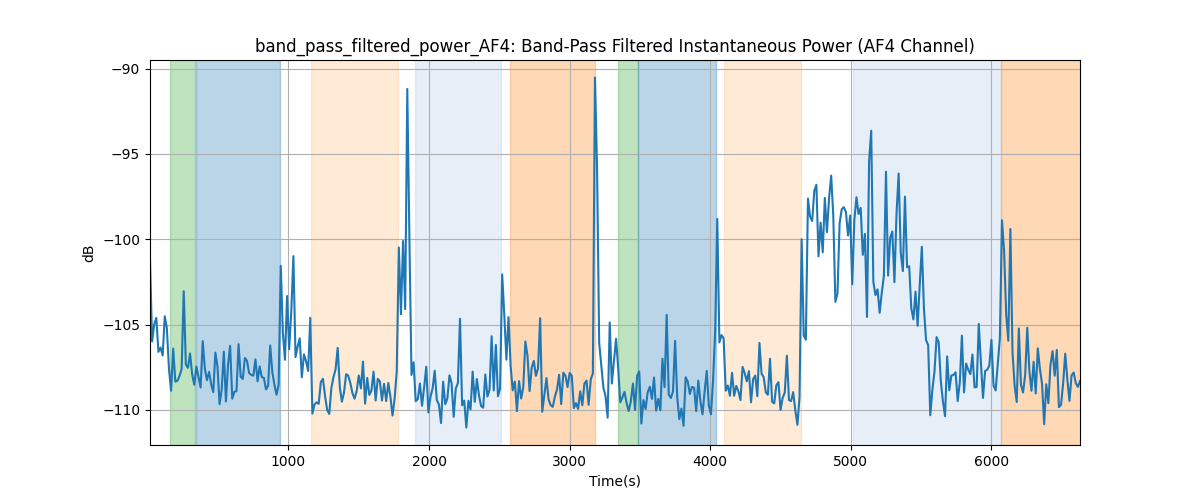 band_pass_filtered_power_AF4: Band-Pass Filtered Instantaneous Power (AF4 Channel)
−90
−95
−100
−105
−110
dB
1000 2000 3000 4000 5000 6000
Time(s)